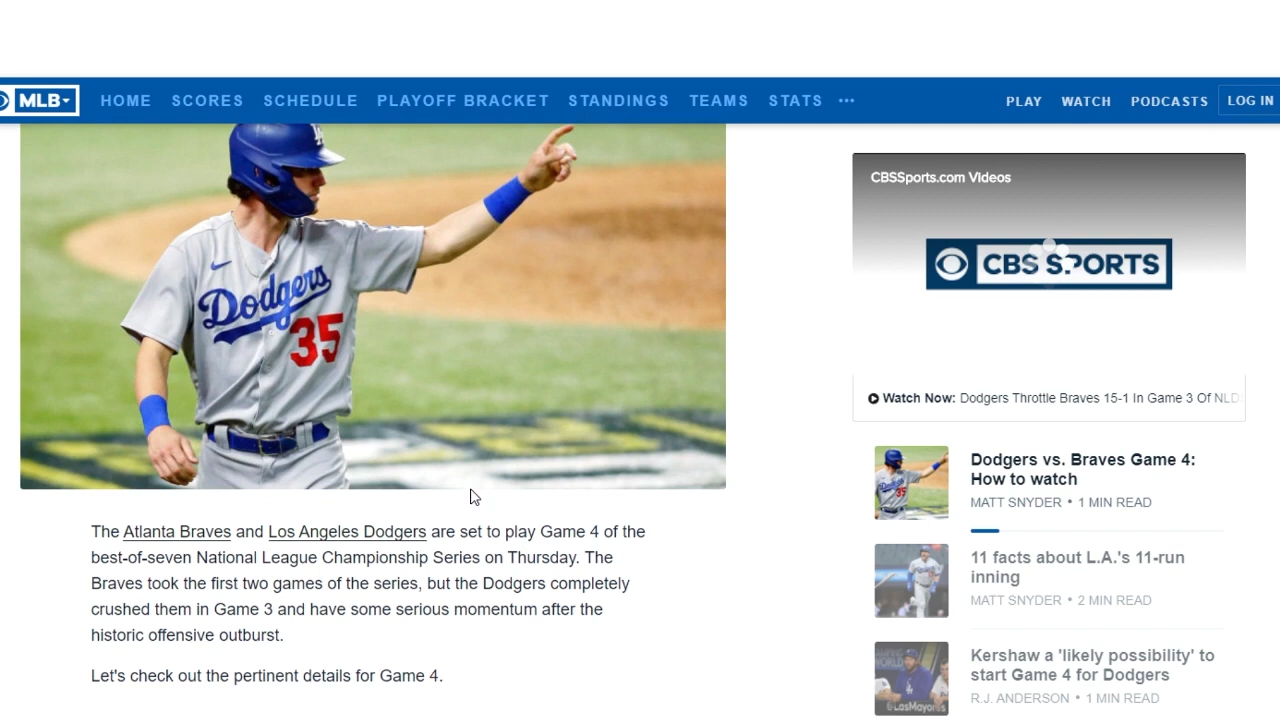 MLB
HOME SCORES SCHEDULE PLAYOFF BRACKET STANDINGS TEAMS STATS ••• PLAY WATCH PODCASTS LOG IN
LA
Dodgers
35
The Atlanta Braves and Los Angeles Dodgers are set to play Game 4 of the
best-of-seven National League Championship Series on Thursday. The
Braves took the first two games of the series, but the Dodgers completely
crushed them in Game 3 and have some serious momentum after the
historic offensive outburst.
Let's check out the pertinent details for Game 4.
CBSSports.com Videos
CBS SPORTS
Watch Now: Dodgers Throttle Braves 15-1 In Game 3 Of NLD
Dodgers vs. Braves Game 4:
How to watch
MATT SNYDER • 1 MIN READ
Dodgers
35
11 facts about L.A.'s 11-run
inning
MATT SNYDER • 2 MIN READ
Kershaw a 'likely possibility' to
start Game 4 for Dodgers
R.J. ANDERSON • 1 MIN READ